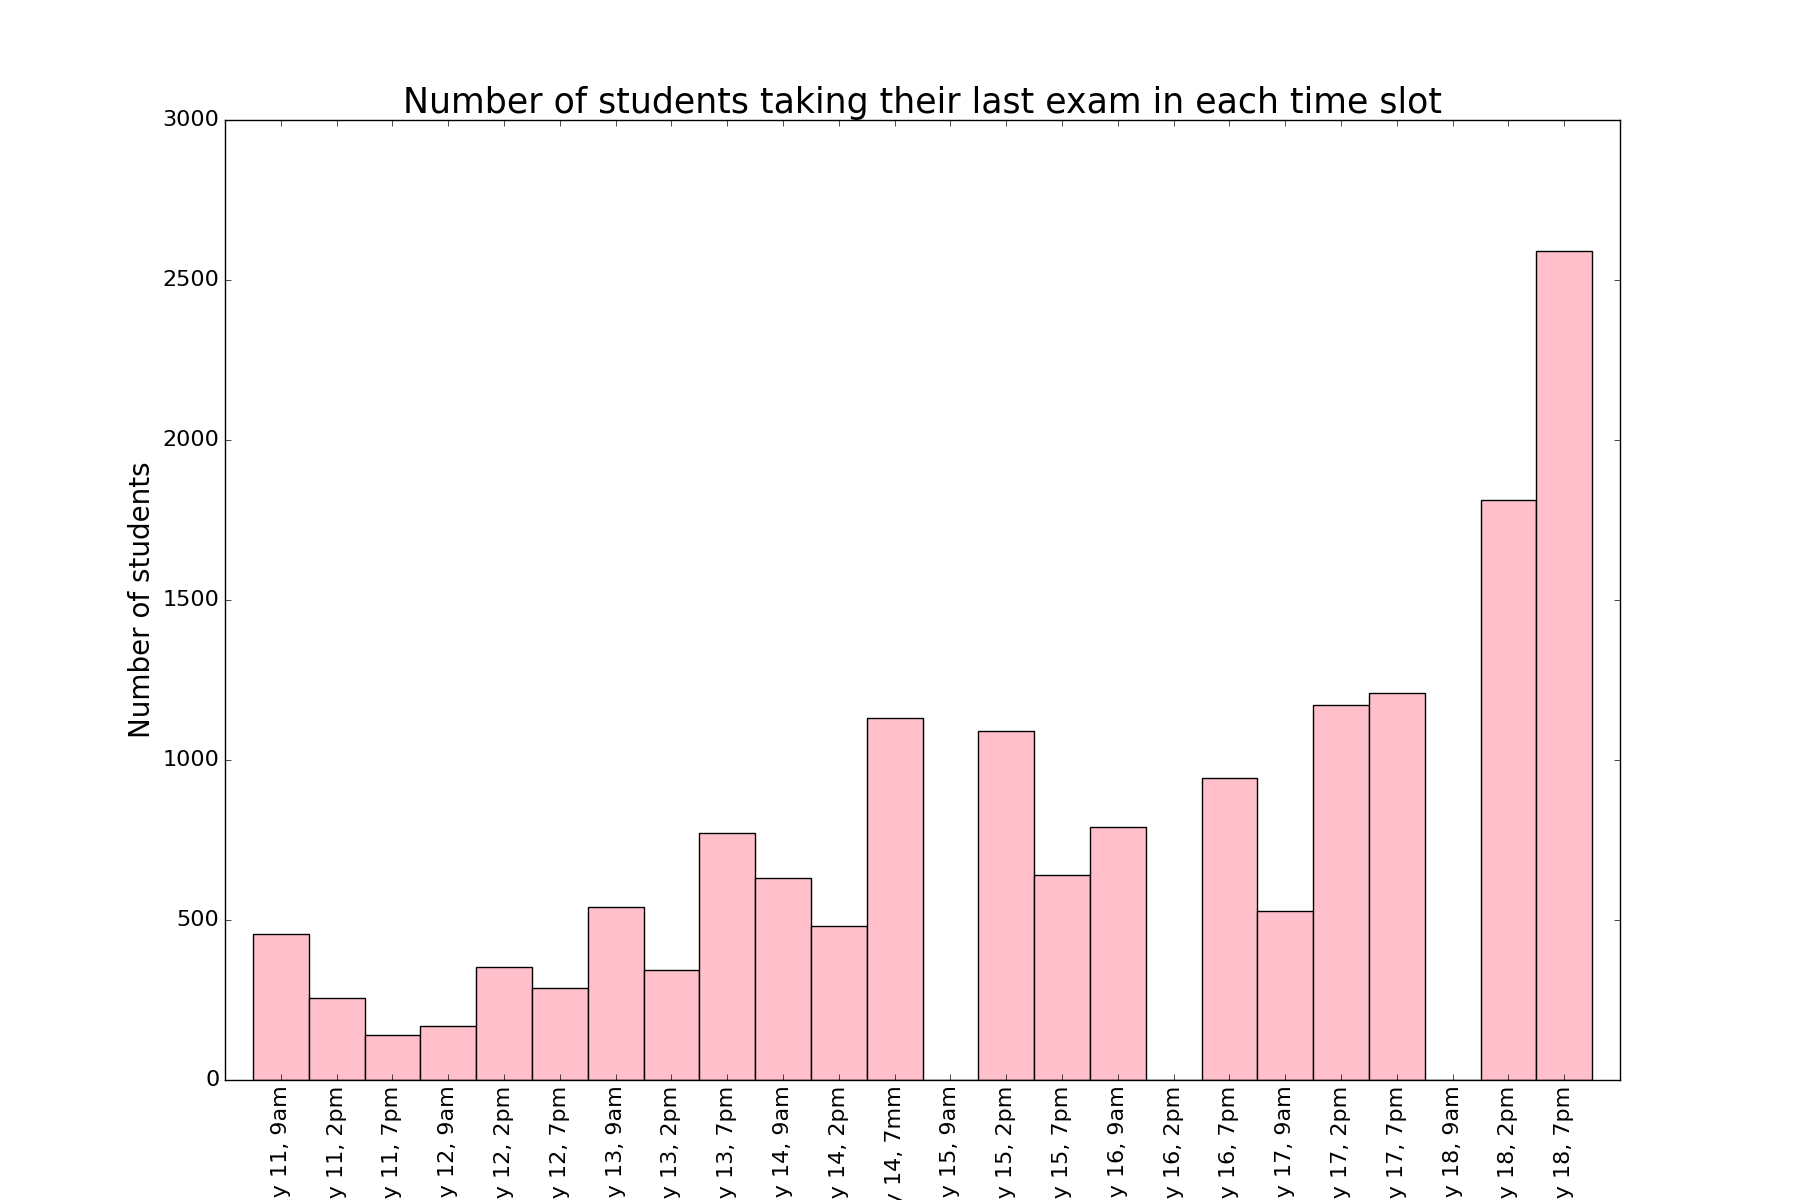 Number of students taking their last exam in each time slot
Number of students
3000
2500
2000
1500
1000
500
0
y 11, 9am
y 11, 2pm
y 11, 7pm
y 12, 9am
y 12, 2pm
y 12, 7pm
y 13, 9am
y 13, 2pm
y 13, 7pm
y 14, 9am
y 14, 2pm
y 14, 7mm
y 15, 9am
y 15, 2pm
y 15, 7pm
y 16, 9am
y 16, 2pm
y 16, 7pm
y 17, 9am
y 17, 2pm
y 17, 7pm
y 18, 9am
y 18, 2pm
y 18, 7pm